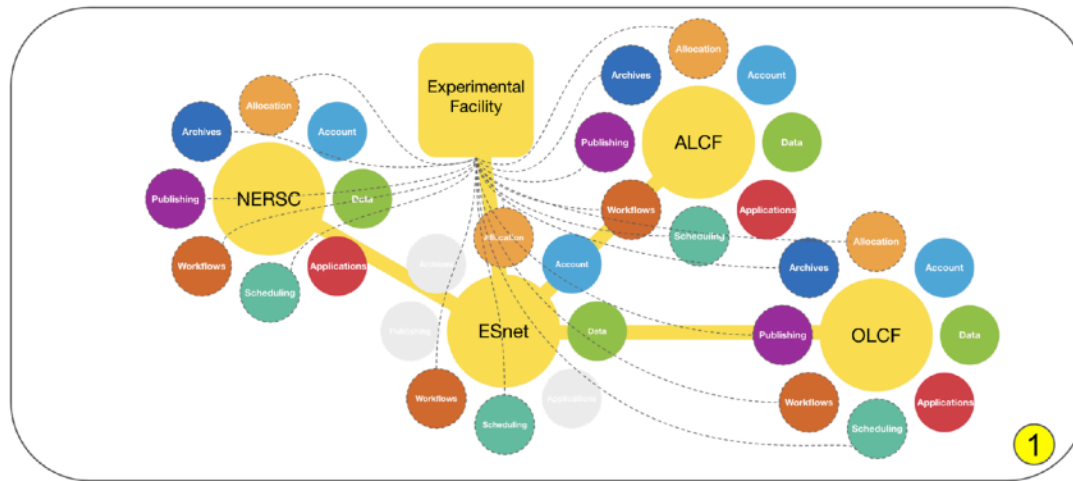 Experimental
Facility
NERSC
Allocation
Account
Data
Applications
Scheduling
Workflows
Publishing
Archives
ALCF
Allocation
Account
Data
Applications
Scheduling
Workflows
Publishing
Archives
ESnet
Allocation
Account
Data
Applications
Scheduling
Workflows
Publishing
Archives
OLCF
Allocation
Account
Data
Applications
Scheduling
Workflows
Publishing
Archives
1